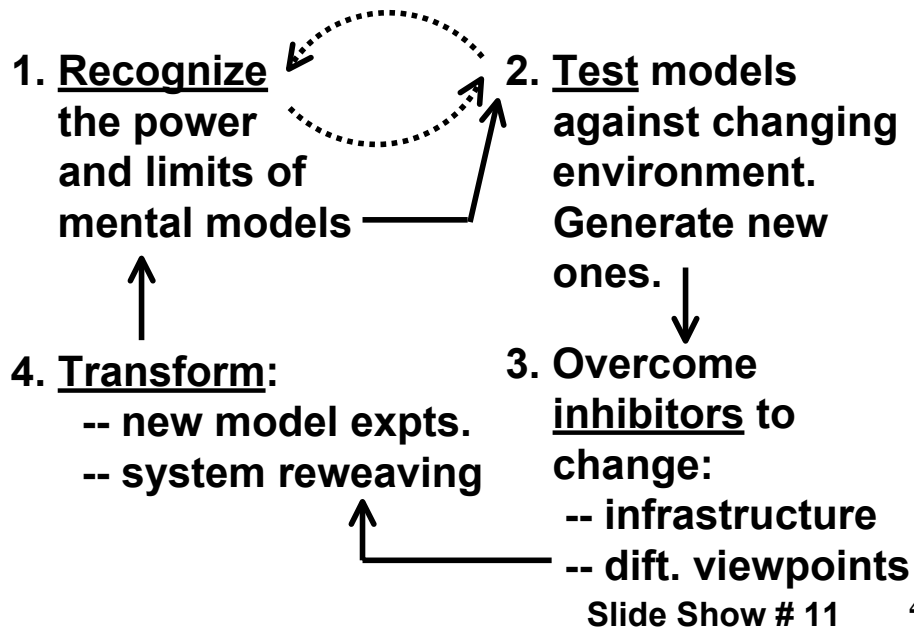 1. Recognize
the power
and limits of
mental models
2. Test models
against changing
environment.
Generate new
ones.
3. Overcome
inhibitors to
change:
-- infrastructure
-- dift. viewpoints
4. Transform:
-- new model expts.
-- system reweaving
Slide Show # 11